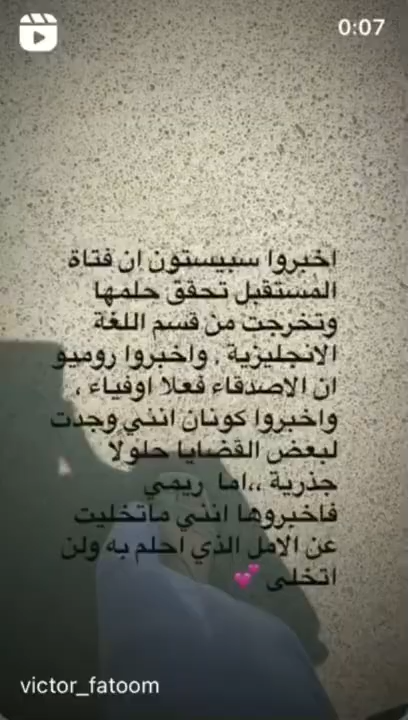 0:07
اخبروا سبيستون ان فتاة
المستقبل تحقق حلمها
وتخرجت من قسم اللغة
الانجليزية , واخبروا روميو
ان الاصدقاء فعلا اوفياء ,
واخبروا كونان انني وجدت
لبعض القضايا حلولا
جذرية ,,اما ريمي
فاخبروها انني ماتخليت
عن الامل الذي احلم به ولن
اتخلى 💕
victor_fatoom